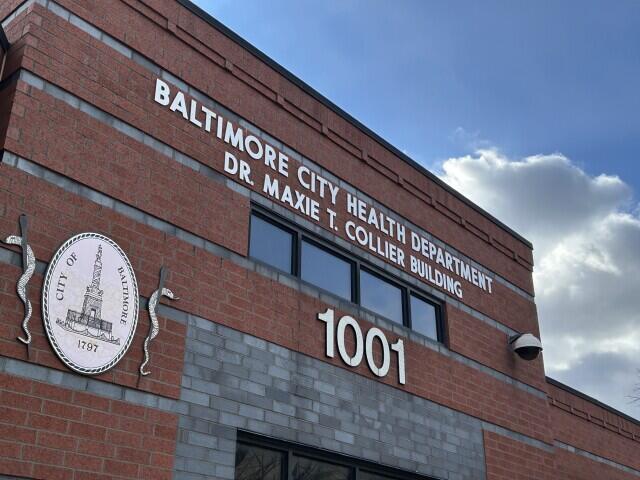 BALTIMORE CITY HEALTH DEPARTMENT
DR. MAXIE T. COLLIER BUILDING
1001
CITY OF BALTIMORE
1797